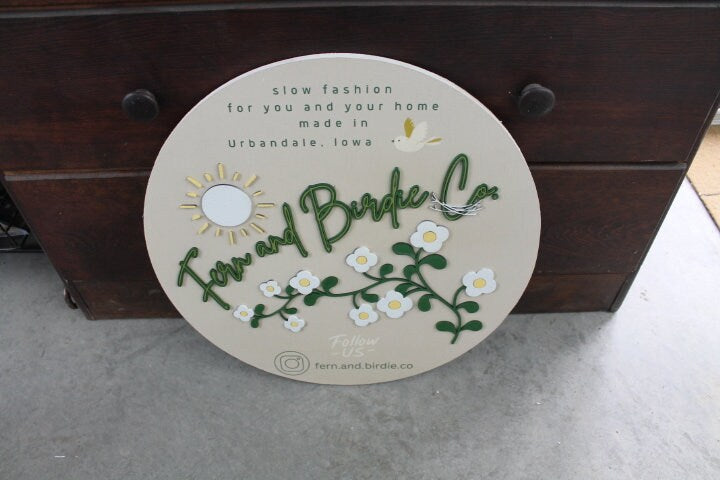 slow fashion
for you and your home
made in
Urbandale, Iowa
Fern and Birdie Co.
Follow
US
fern.and.birdie.co